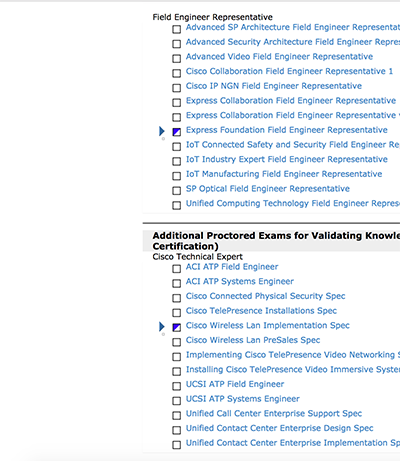 Field Engineer Representative
Advanced SP Architecture Field Engineer
Advanced Security Architecture Field Engineer
Advanced Video Field Engineer Representative
Cisco Collaboration Field Engineer Representative 1
Cisco IP NGN Field Engineer Representative
Express Collaboration Field Engineer Representative
Express Collaboration Field Engineer Representative
Express Foundation Field Engineer Representative
IoT Connected Safety and Security Field Engineer
IoT Industry Expert Field Engineer Representative
IoT Manufacturing Field Engineer Representative
SP Optical Field Engineer Representative
Unified Computing Technology Field Engineer
Additional Proctored Exams for Validating
Certification)
Cisco Technical Expert
ACI ATP Field Engineer
ACI ATP Systems Engineer
Cisco Connected Physical Security Spec
Cisco TelePresence Installations Spec
Cisco Wireless Lan Implementation Spec
Cisco Wireless Lan PreSales Spec
Implementing Cisco TelePresence Video Networking
Installing Cisco TelePresence Video Immersive
UCSI ATP Field Engineer
UCSI ATP Systems Engineer
Unified Call Center Enterprise Support Spec
Unified Contact Center Enterprise Design Spec
Unified Contact Center Enterprise Implementation